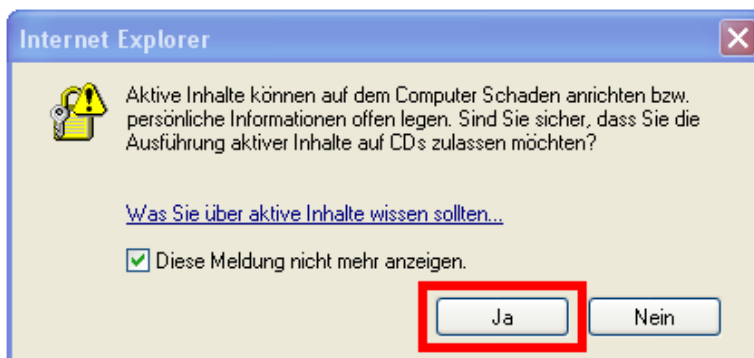 Internet Explorer
Aktive Inhalte können auf dem Computer Schaden anrichten bzw.
persönliche Informationen offen legen. Sind Sie sicher, dass Sie die
Ausführung aktiver Inhalte auf CDs zulassen möchten?
Was Sie über aktive Inhalte wissen sollten...
Diese Meldung nicht mehr anzeigen.
Ja
Nein